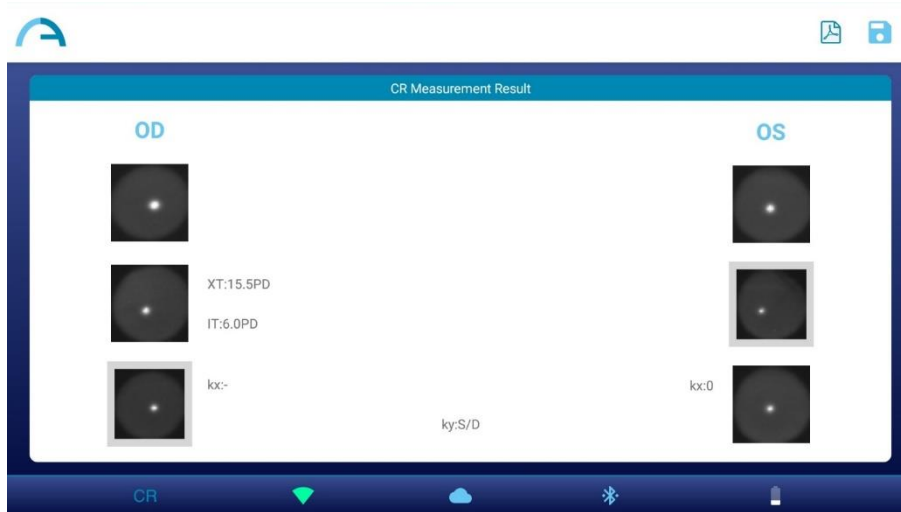 CR Measurement Result
OD
OS
XT:15.5PD
IT:6.0PD
kx:-
kx:0
ky:S/D
CR